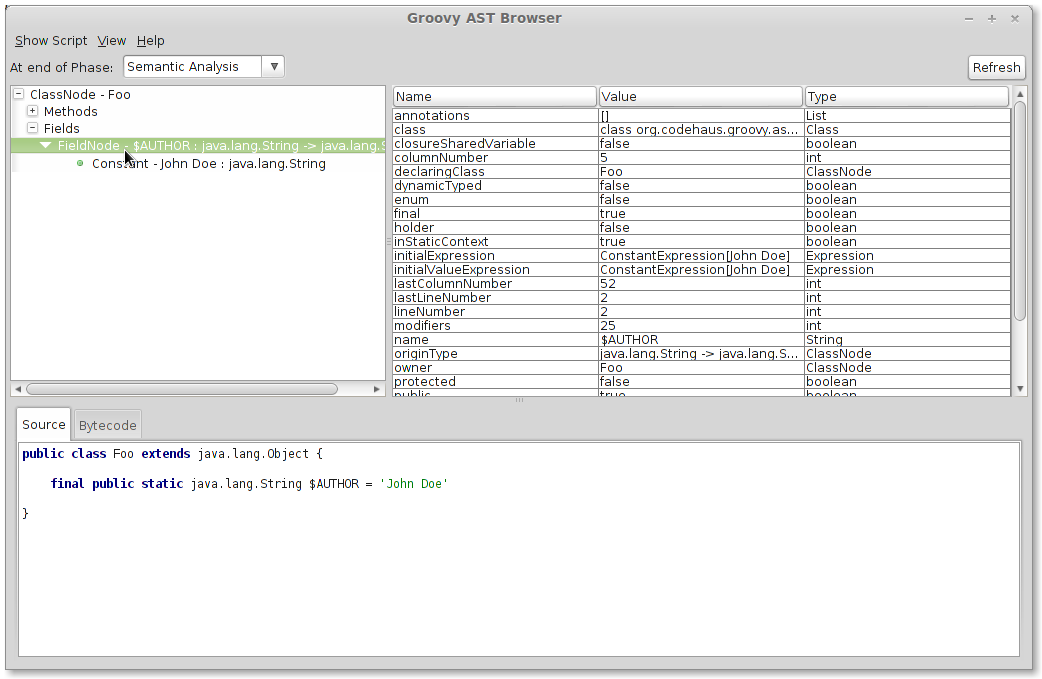 Groovy AST Browser
Show Script View Help
At end of Phase: Semantic Analysis Refresh
ClassNode - Foo
Methods
Fields
FieldNode - $AUTHOR : java.lang.String -> java.lang.S
Constant - John Doe : java.lang.String
Name Value Type
annotations [] List
class class org.codehaus.groovy.as... Class
closureSharedVariable false boolean
columnNumber 5 int
declaringClass Foo ClassNode
dynamicTyped false boolean
enum false boolean
final true boolean
holder false boolean
inStaticContext true boolean
initialExpression ConstantExpression[John Doe] Expression
initialValueExpression ConstantExpression[John Doe] Expression
lastColumnNumber 52 int
lastLineNumber 2 int
lineNumber 2 int
modifiers 25 int
name $AUTHOR String
originType java.lang.String -> java.lang.S... ClassNode
owner Foo ClassNode
protected false boolean
public true boolean
Source Bytecode
public class Foo extends java.lang.Object {
final public static java.lang.String $AUTHOR = 'John Doe'
}